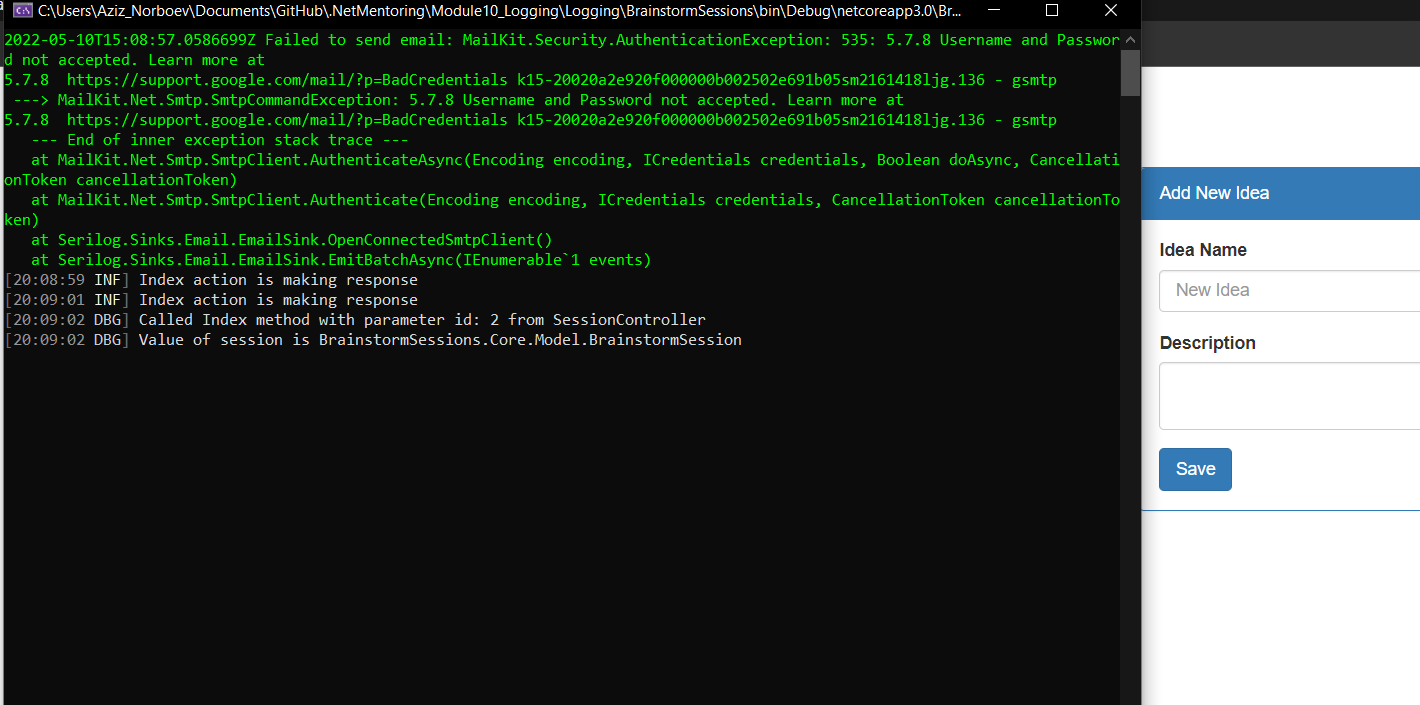 C:\Users\Aziz_Norboev\Documents\GitHub\.NetMentoring\Module10_Logging\Logging\BrainstormSessions\bin\Debug\netcoreapp3.0\Br...
2022-05-10T15:08:57.0586699Z Failed to send email: MailKit.Security.AuthenticationException: 535: 5.7.8 Username and Passwor
d not accepted. Learn more at
5.7.8  https://support.google.com/mail/?p=BadCredentials k15-20020a2e920f000000b002502e691b05sm2161418ljg.136 - gsmtp
 ---> MailKit.Net.Smtp.SmtpCommandException: 5.7.8 Username and Password not accepted. Learn more at
5.7.8  https://support.google.com/mail/?p=BadCredentials k15-20020a2e920f000000b002502e691b05sm2161418ljg.136 - gsmtp
   --- End of inner exception stack trace ---
   at MailKit.Net.Smtp.SmtpClient.AuthenticateAsync(Encoding encoding, ICredentials credentials, Boolean doAsync, Cancellati
onToken cancellationToken)
   at MailKit.Net.Smtp.SmtpClient.Authenticate(Encoding encoding, ICredentials credentials, CancellationToken cancellationTo
ken)
   at Serilog.Sinks.Email.EmailSink.OpenConnectedSmtpClient()
   at Serilog.Sinks.Email.EmailSink.EmitBatchAsync(IEnumerable`1 events)
[20:08:59 INF] Index action is making response
[20:09:01 INF] Index action is making response
[20:09:02 DBG] Called Index method with parameter id: 2 from SessionController
[20:09:02 DBG] Value of session is BrainstormSessions.Core.Model.BrainstormSession
Add New Idea
Idea Name
New Idea
Description
Save